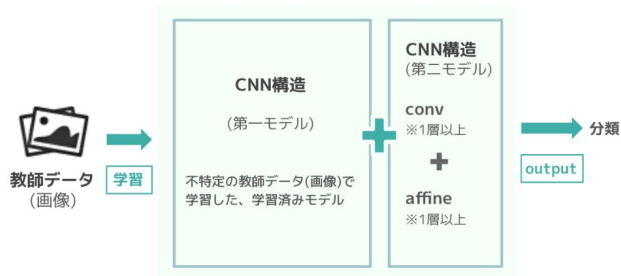 教師データ
(画像)
学習
CNN構造
(第一モデル)
不特定の教師データ(画像)で
学習した、学習済みモデル
CNN構造
(第二モデル)
conv
※1層以上
affine
※1層以上
output
分類